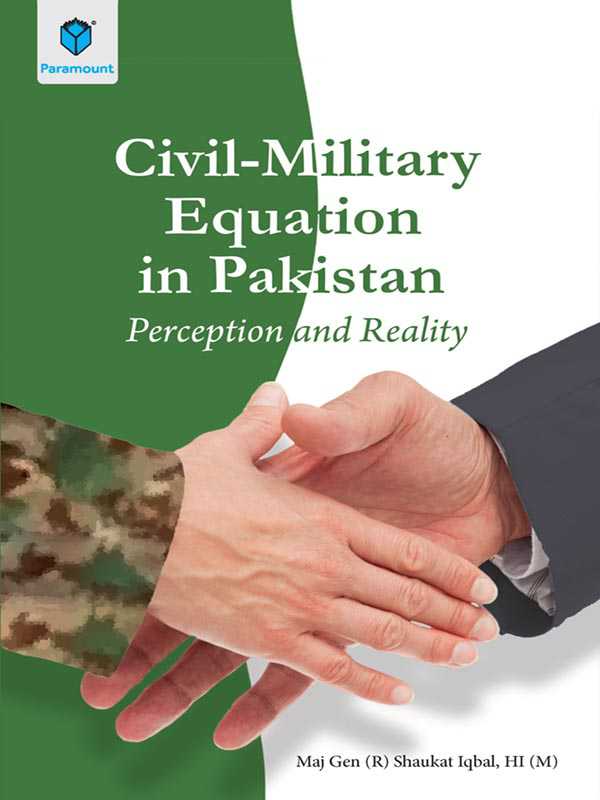 ©
Paramount
Civil-Military
Equation
in Pakistan
Perception and Reality
Maj Gen (R) Shaukat Iqbal, HI (M)